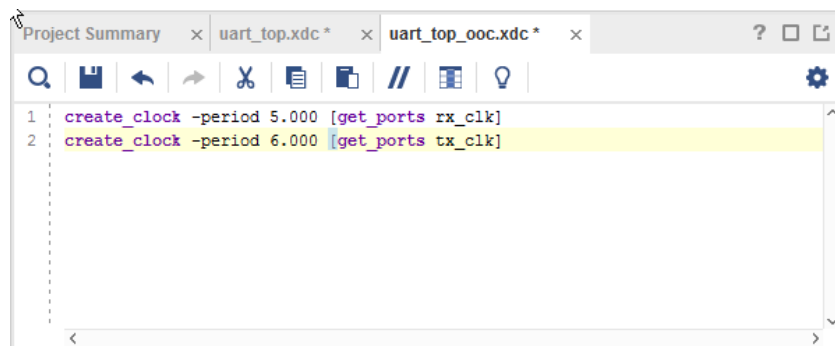 Project Summary × uart_top.xdc * × uart_top_ooc.xdc * × ?
//
1 create_clock -period 5.000 [get_ports rx_clk]
2 create_clock -period 6.000 [get_ports tx_clk]